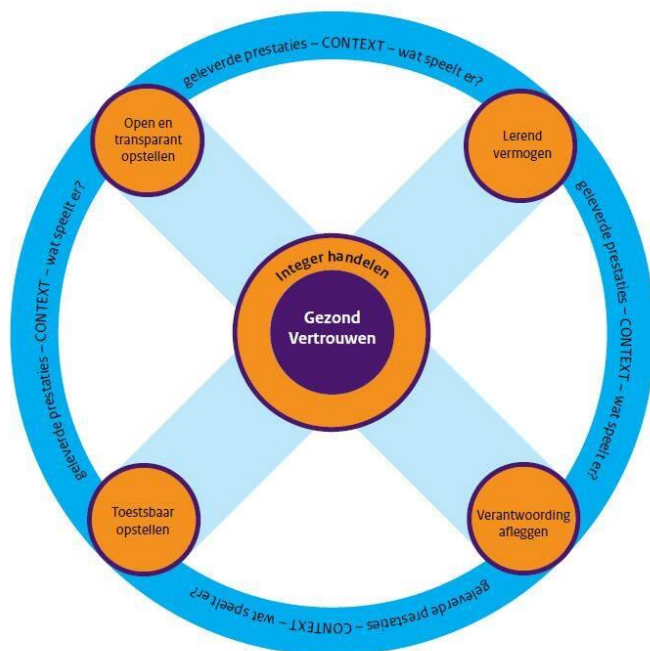 geleverde prestaties – CONTEXT – wat speelt er?
Open en
transparant
opstellen
Lerend
vermogen
geleverde prestaties – CONTEXT – wat speelt er?
geleverde prestaties – CONTEXT – wat speelt er?
Integer handelen
Gezond
Vertrouwen
Toestsbaar
opstellen
Verantwoording
afleggen
geleverde prestaties – CONTEXT – wat speelt er?